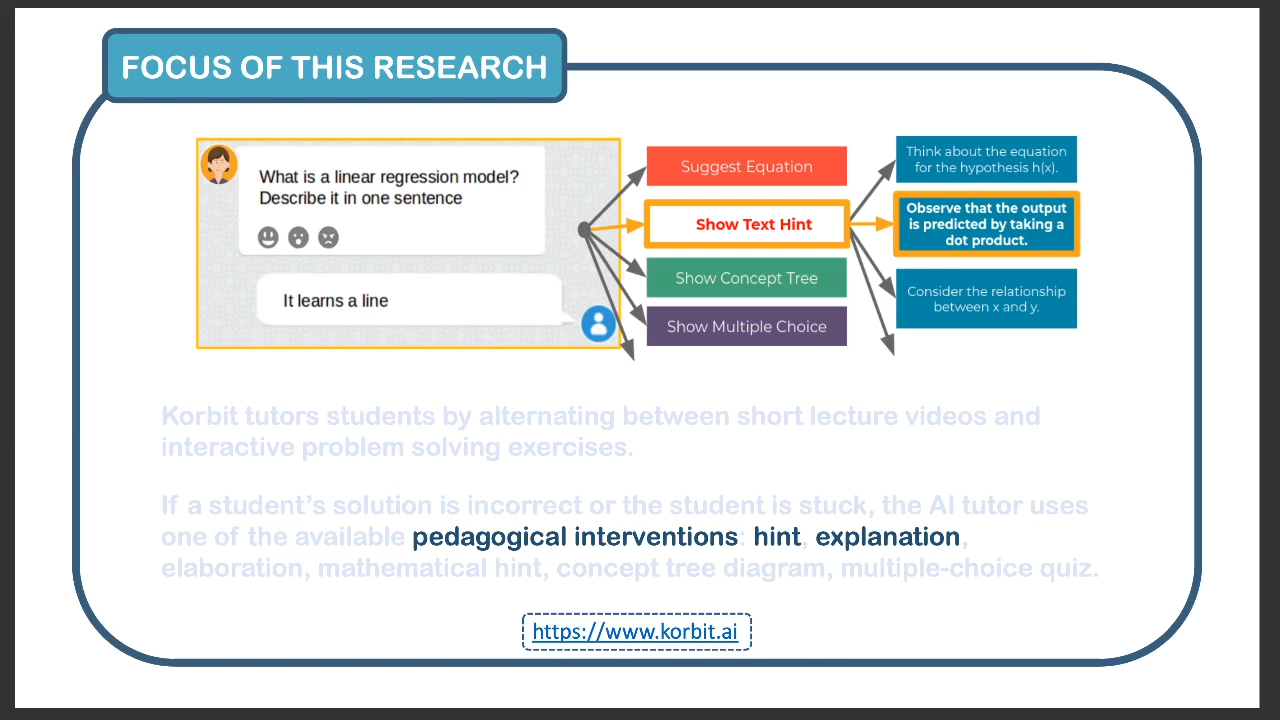 FOCUS OF THIS RESEARCH
What is a linear regression model?
Describe it in one sentence
It learns a line
Suggest Equation
Show Text Hint
Show Concept Tree
Show Multiple Choice
Think about the equation
for the hypothesis h(x).
Observe that the output
is predicted by taking a
dot product.
Consider the relationship
between x and y.
Korbit tutors students by alternating between short lecture videos and
interactive problem solving exercises.
If a student’s solution is incorrect or the student is stuck, the AI tutor uses
one of the available pedagogical interventions: hint, explanation,
elaboration, mathematical hint, concept tree diagram, multiple-choice quiz.
https://www.korbit.ai